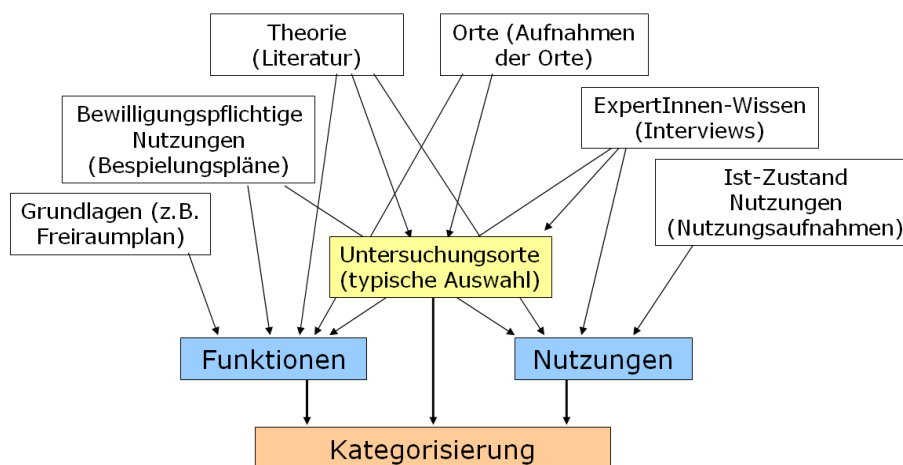 Theorie
(Literatur)
Orte (Aufnahmen
der Orte)
Bewilligungspflichtige
Nutzungen
(Bespielungspläne)
ExpertInnen-Wissen
(Interviews)
Grundlagen (z.B.
Freiraumplan)
Ist-Zustand
Nutzungen
(Nutzungsaufnahmen)
Untersuchungsorte
(typische Auswahl)
Funktionen
Nutzungen
Kategorisierung